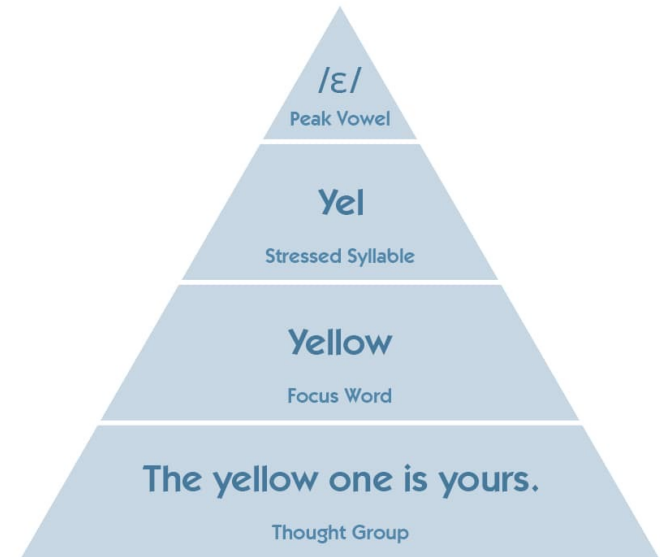 /ɛ/
Peak Vowel
Yel
Stressed Syllable
Yellow
Focus Word
The yellow one is yours.
Thought Group